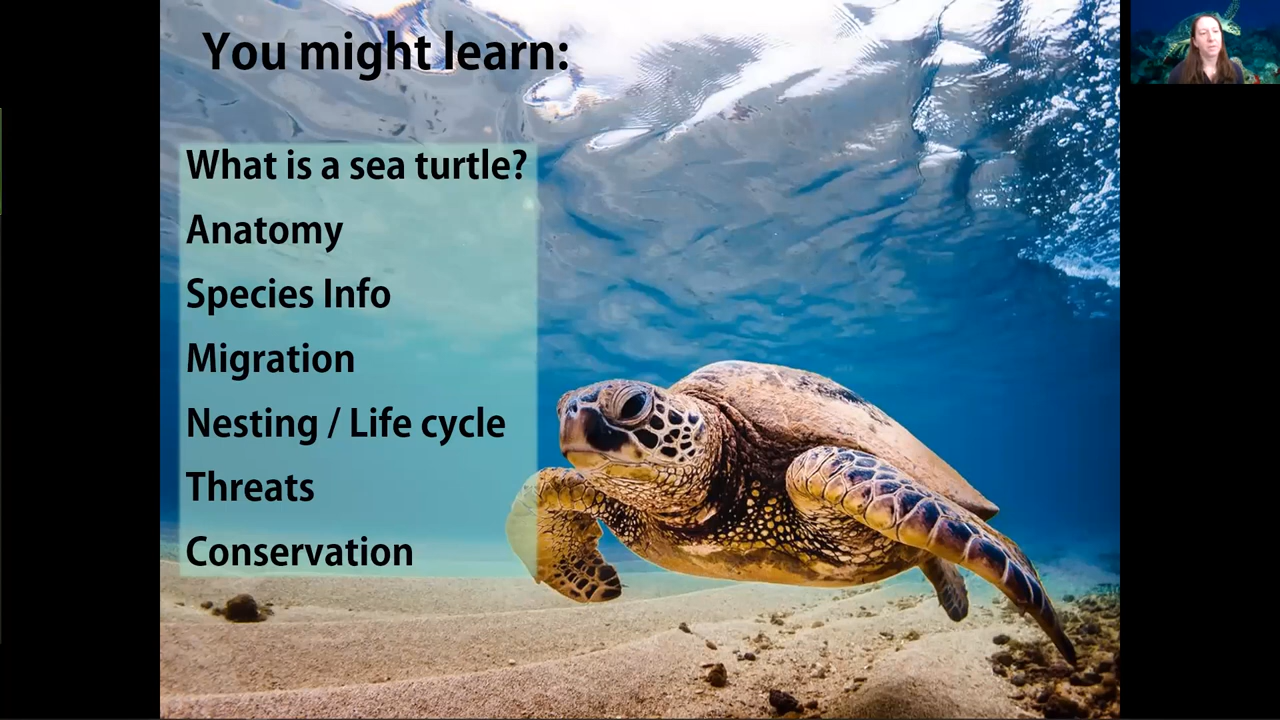 You might learn:
What is a sea turtle?
Anatomy
Species Info
Migration
Nesting / Life cycle
Threats
Conservation